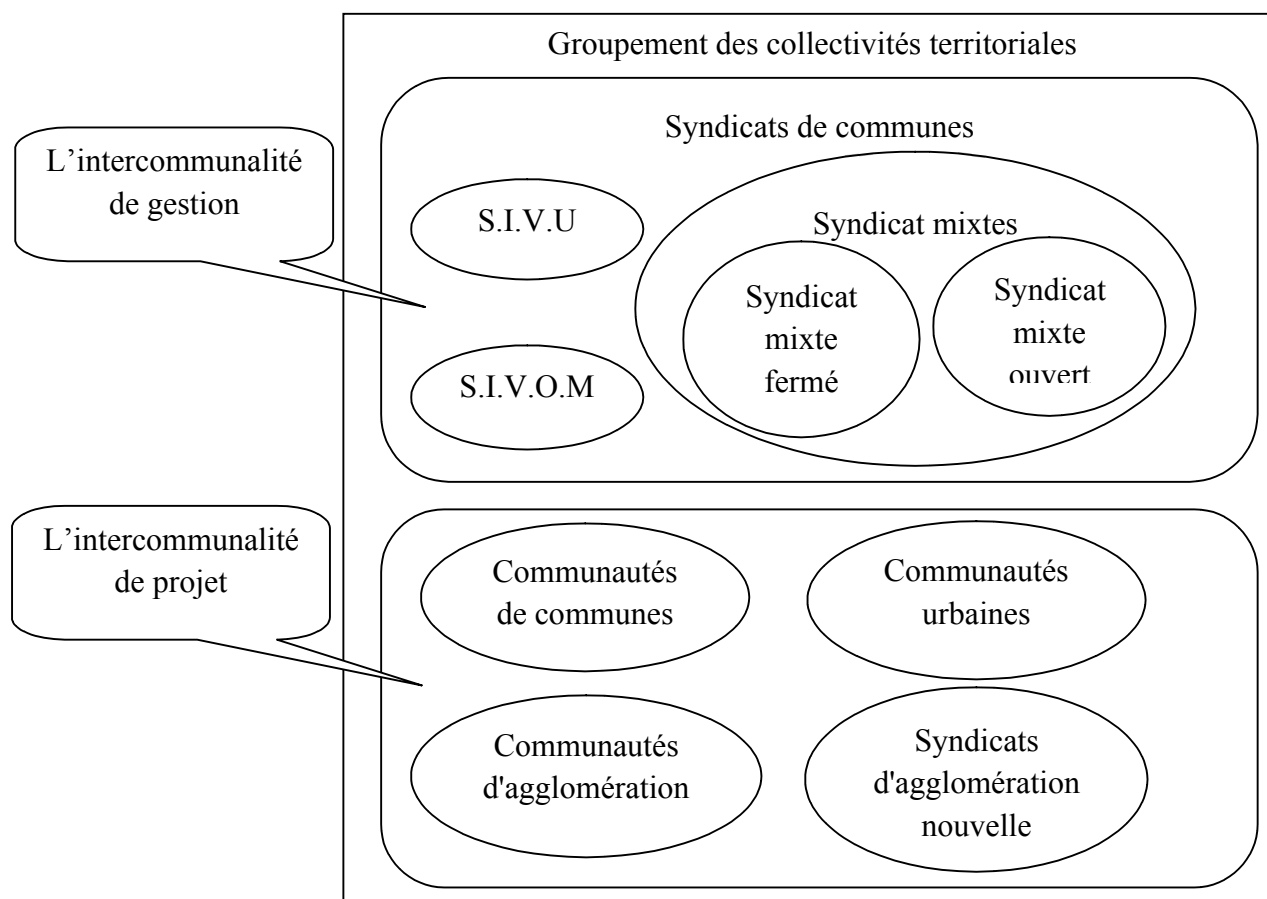 Groupement des collectivités territoriales
Syndicats de communes
L'intercommunalité
de gestion
S.I.V.U
S.I.V.O.M
Syndicat mixtes
Syndicat
mixte
fermé
Syndicat
mixte
ouvert
L'intercommunalité
de projet
Communautés
de communes
Communautés
urbaines
Communautés
d'agglomération
Syndicats
d'agglomération
nouvelle